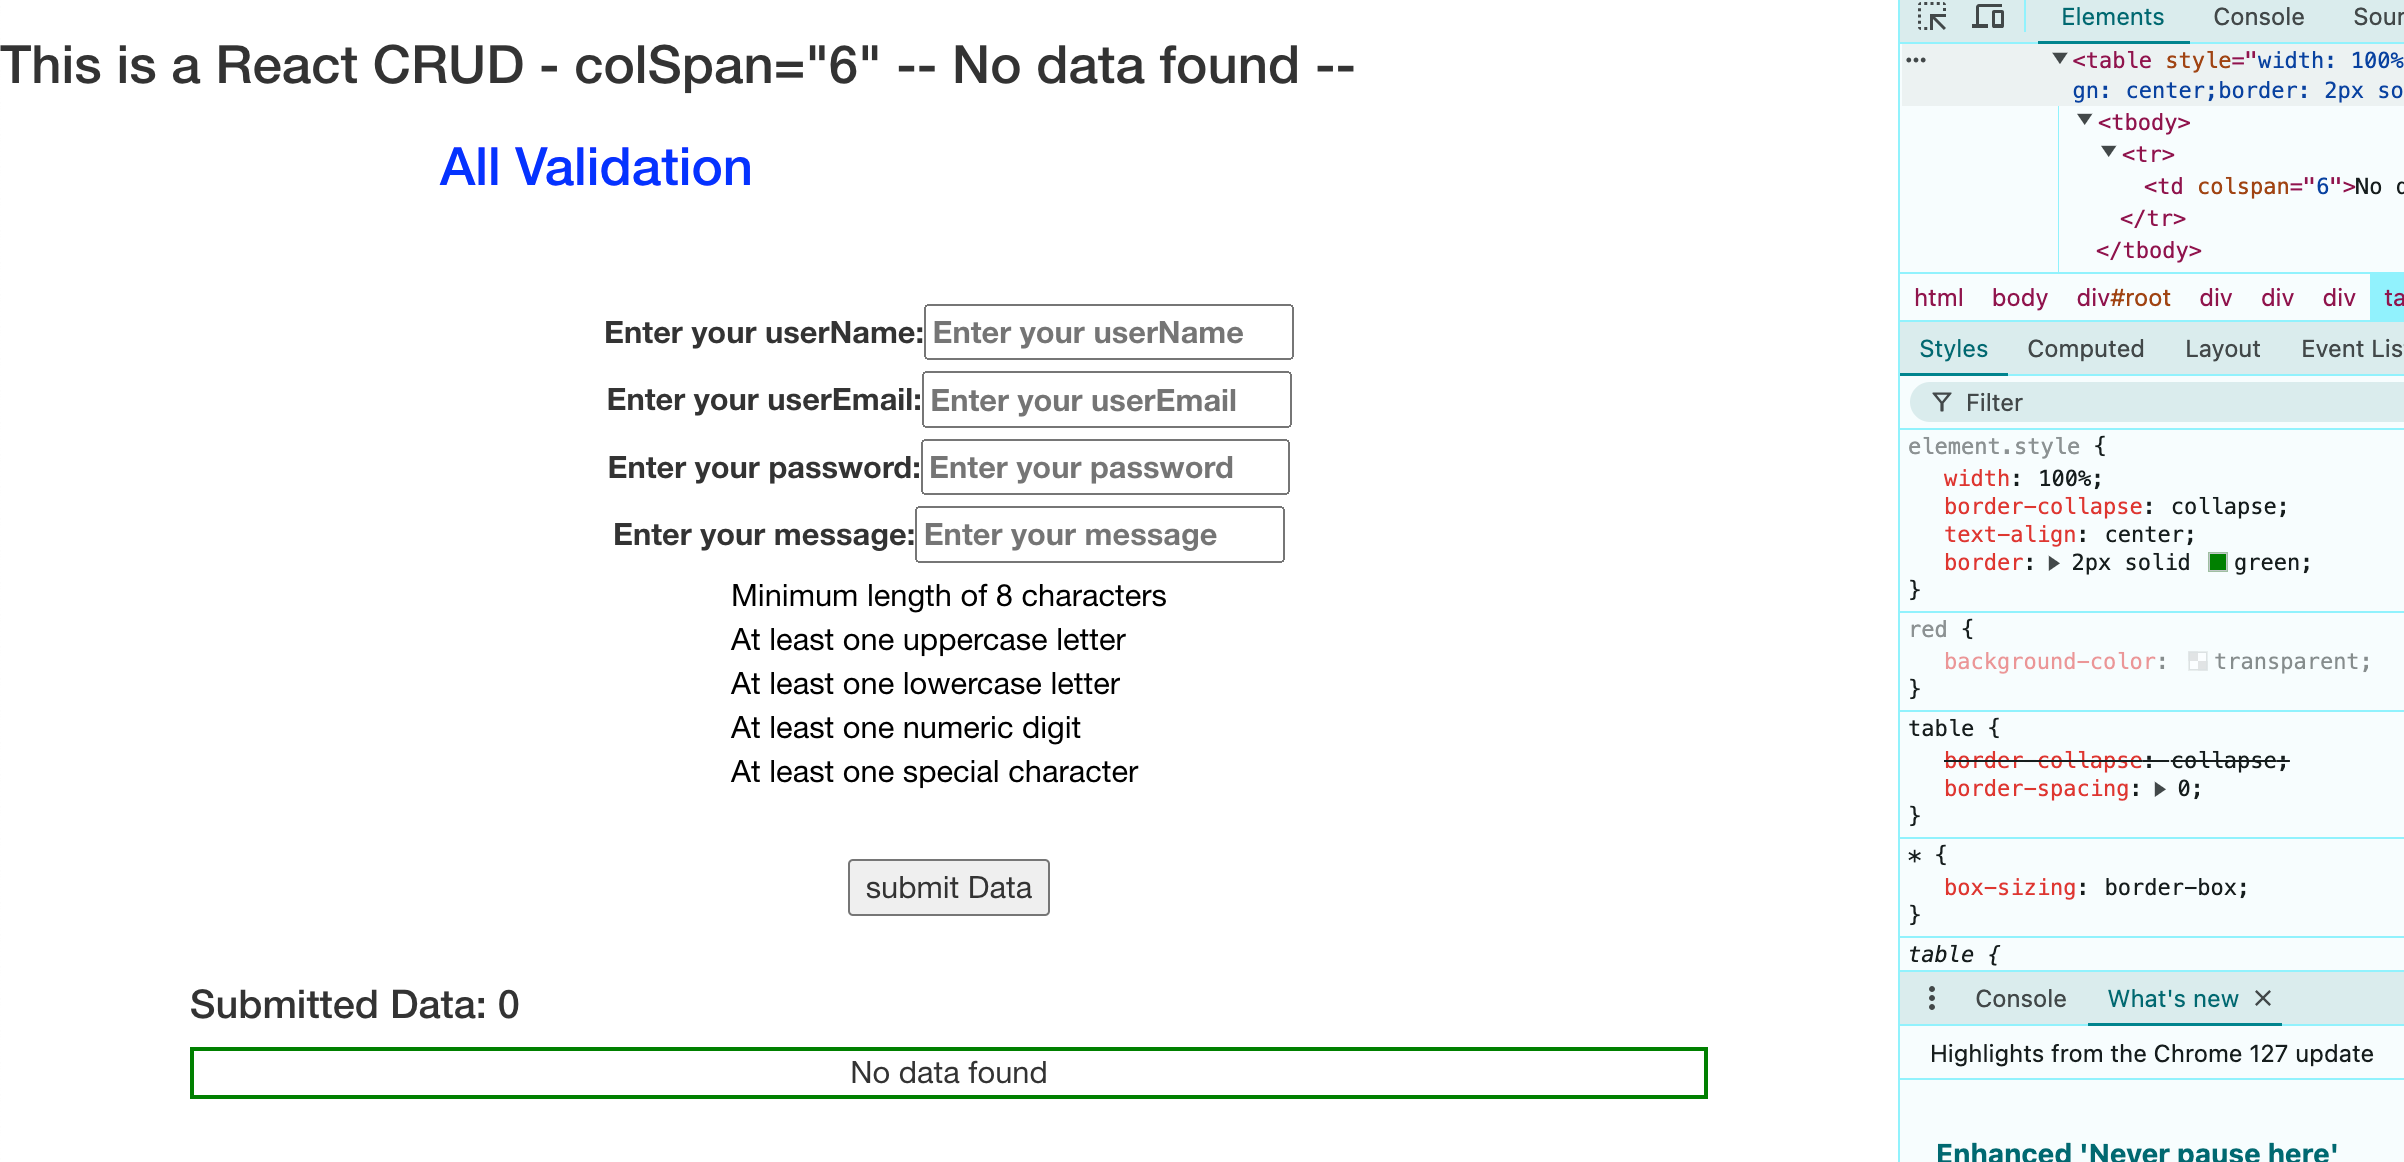 This is a React CRUD - colSpan="6" -- No data found --
All Validation
Enter your userName: Enter your userName
Enter your userEmail: Enter your userEmail
Enter your password: Enter your password
Enter your message: Enter your message
Minimum length of 8 characters
At least one uppercase letter
At least one lowercase letter
At least one numeric digit
At least one special character
submit Data
Submitted Data: 0
No data found
Elements Console Sour
<table style="width: 100%
gn: center;border: 2px so
<tbody>
<tr>
<td colspan="6">No d
</tr>
</tbody>
html body div#root div div div ta
Styles Computed Layout Event Lis
Filter
element.style {
width: 100%;
border-collapse: collapse;
text-align: center;
border: 2px solid green;
}
red {
background-color: transparent;
}
table {
border-collapse: collapse;
border-spacing: 0;
}
* {
box-sizing: border-box;
}
table {
Console What's new
Highlights from the Chrome 127 update
Enhanced 'Never pause here'